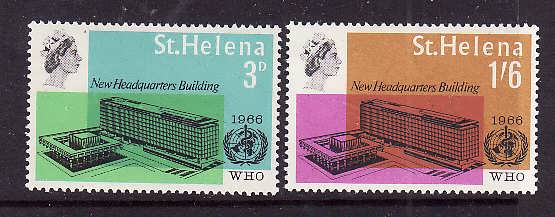 St.Helena
3D
New Headquarters Building
1966
WHO
St.Helena
1'6
New Headquarters Building
1966
WHO